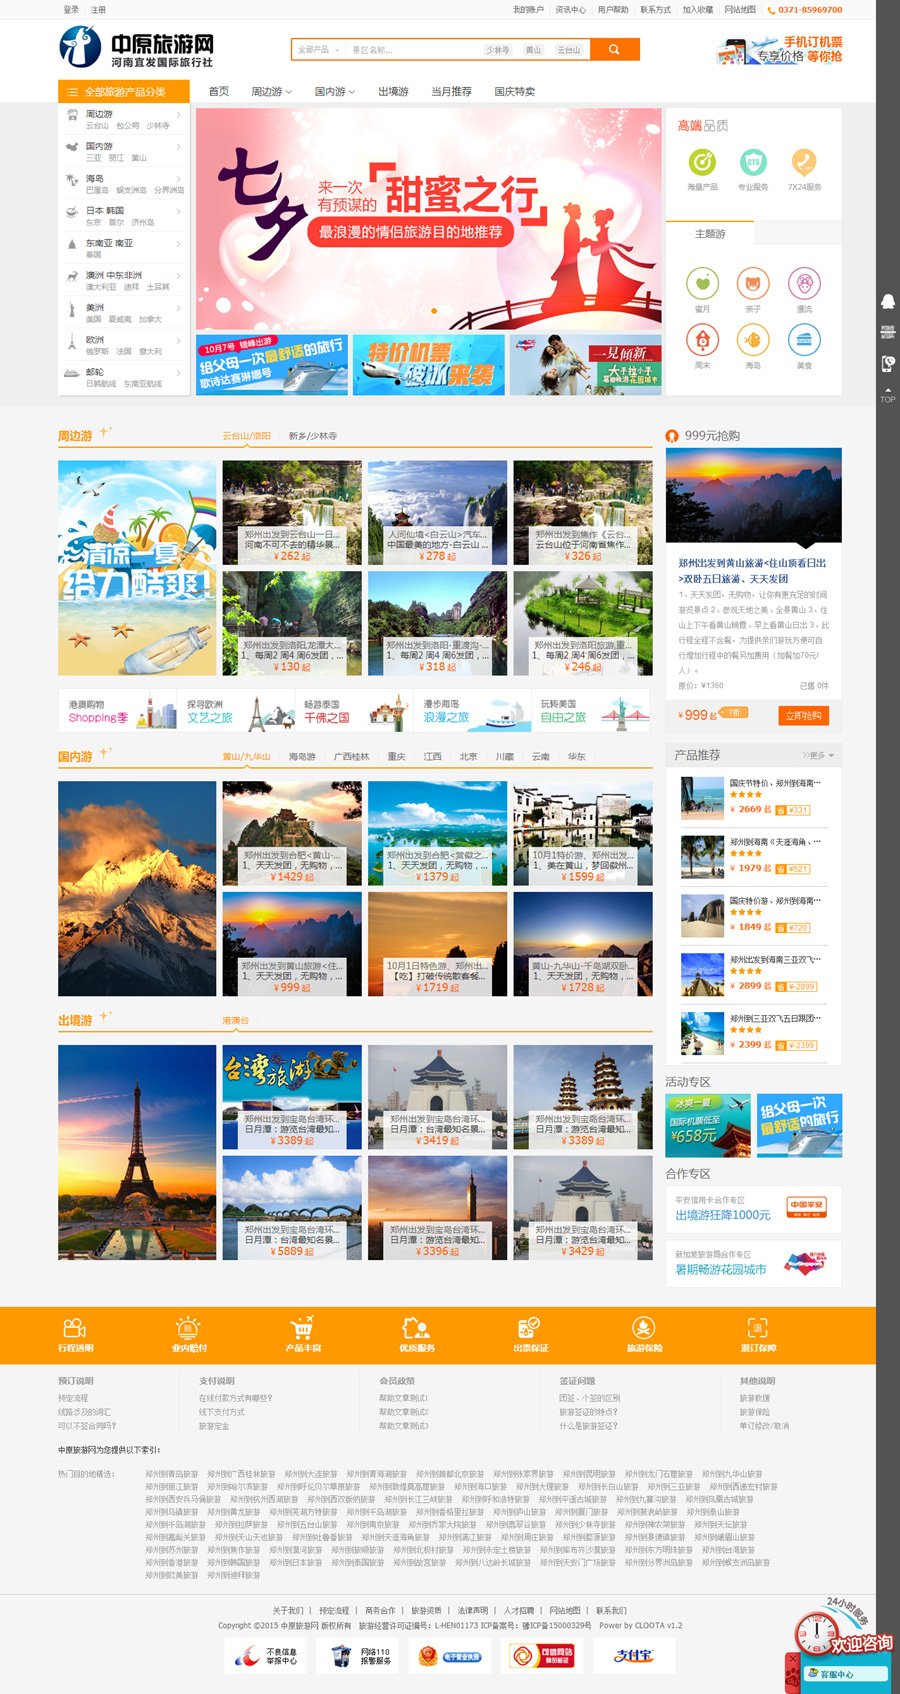 登录 注册 我的账户 资讯中心 用户帮助 联系方式 加入收藏 网站地图 0371-85969700
中原旅游网
河南宜发国际旅行社
全部产品 景区名称... 少林寺 黄山 云台山
手机订机票
专享价格 等你抢
全部旅游产品分类 首页 周边游 国内游 出境游 当月推荐 国庆特卖
周边游
云台山 包公祠 少林寺
国内游
三亚 丽江 黄山
海岛
巴厘岛 蜈支洲岛 分界洲岛
日本 韩国
东京 首尔 济州岛
东南亚 南亚
泰国
澳洲 中东非洲
澳大利亚 迪拜 土耳其
美洲
美国 夏威夷 加拿大
欧洲
俄罗斯 法国 意大利
邮轮
日韩航线 东南亚航线
七夕
来一次
有预谋的
甜蜜之行
最浪漫的情侣旅游目的地推荐
10月7号 错峰出游
给父母一次最舒适的旅行
歌诗达赛琳娜号
特价机票
破冰来袭
一見傾新
大手拉小手
暑期畅游花园城市
高端品质
海量产品 专业服务 7X24服务
主题游
蜜月 亲子 漂流
周末 海岛 美食
TOP
周边游 云台山/洛阳 新乡/少林寺
清凉一夏
给力酷爽!
郑州出发到云台山一日...
河南不可不去的精华景...
¥262起
人间仙境<白云山>汽车...
中国最美的地方-白云山 ...
¥278起
郑州出发到焦作《云台...
云台山位于河南省焦作...
¥326起
郑州出发到洛阳,龙潭大...
1、每周2 周4 周6发团，...
¥130起
郑州出发到洛阳-重渡沟-...
1、每周2 周4 周6发团，...
¥318起
郑州出发到洛阳旅游,重...
1、每周2 周4 周6发团，...
¥246起
港澳购物
Shopping季
探寻欧洲
文艺之旅
畅游泰国
千佛之国
漫步海岛
浪漫之旅
玩转美国
自由之旅
999元抢购
郑州出发到黄山旅游<住山顶看日出
>双卧五日旅游、天天发团
1、天天发团，无购物，让你有更充足的时间
游览景点 2、参观天地之美、全景黄山 3、住
山上下午看黄山晚霞、早上看黄山日出 3、此
行程全程不含餐，为提供亲们游玩方便可自
行增加行程中的餐另加费用（加餐加70元/
人）。
原价：¥1360 已售 0件
¥999起 7折 立即抢购
国内游 黄山/九华山 海岛游 广西桂林 重庆 江西 北京 川藏 云南 华东
郑州出发到合肥<黄山-...
1、天天发团，无购物，...
¥1429起
郑州出发到合肥<赏徽之...
1、天天发团，无购物，...
¥1379起
10月1日特价游、郑州出发...
1、美在黄山，梦回徽州...
¥1599起
郑州出发到黄山旅游<住...
1、天天发团，无购物，...
¥999起
10月1日特色游、郑州出...
【吃】打破传统散客餐...
¥1719起
黄山-九华山-千岛湖双卧...
1、天天发团，无购物，...
¥1728起
产品推荐 >>更多
国庆节特价、郑州到海南···
¥2669起 省 ¥331
郑州到海南《天涯海角、···
¥1979起 省 ¥521
国庆特价游、郑州到海南···
¥1849起 省 ¥720
郑州出发到海南三亚双飞···
¥2899起 省 ¥-2899
郑州到三亚双飞五日跟团···
¥2399起 省 ¥-2399
出境游 港澳台
台湾旅游
郑州出发到宝岛台湾环...
日月潭：游览台湾最知...
¥3389起
郑州出发到宝岛台湾环...
日月潭：台湾最知名景...
¥3419起
郑州出发到宝岛台湾环...
日月潭：游览台湾最知...
¥3389起
郑州出发到宝岛台湾环...
日月潭：台湾最知名景...
¥5889起
郑州出发到宝岛台湾环...
日月潭：游览台湾最知...
¥3396起
郑州出发到宝岛台湾环...
日月潭：游览台湾最知...
¥3429起
活动专区
冰爽一夏
国际机票低至
¥658元
给父母一次
最舒适的旅行
合作专区
平安信用卡合作专区
出境游狂降1000元
中国平安
新加坡旅游局合作专区
暑期畅游花园城市
行程透明 业内赔付 产品丰富 优质服务 出票保证 旅游保险 退订保障
预订说明 支付说明 会员政策 签证问题 其他说明
预定流程 在线付款方式有哪些? 帮助文章测试1 团签、个签的区别 旅游救援
线路涉及的词汇 线下支付方式 帮助文章测试2 旅游签证的特点? 旅游保险
可以不签合同吗? 旅游定金 帮助文章测试3 什么是旅游签证? 单订修改/取消
中原旅游网为您提供以下索引:
热门目的地精选：
郑州到欧美旅游 郑州到迪拜旅游
关于我们 | 预定流程 | 商务合作 | 旅游资质 | 法律声明 | 人才招聘 | 网站地图 | 联系我们
Copyright ©2015 中原旅游网 版权所有 旅游经营许可证编号：L-HEN01173 ICP备案号：豫ICP备15000329号 Power by CLOOTA v1.2
不良信息
举报中心
网络110
报警服务
电子营业执照
可信网站
身份验证
支付宝
24小时服务
欢迎咨询
客服中心